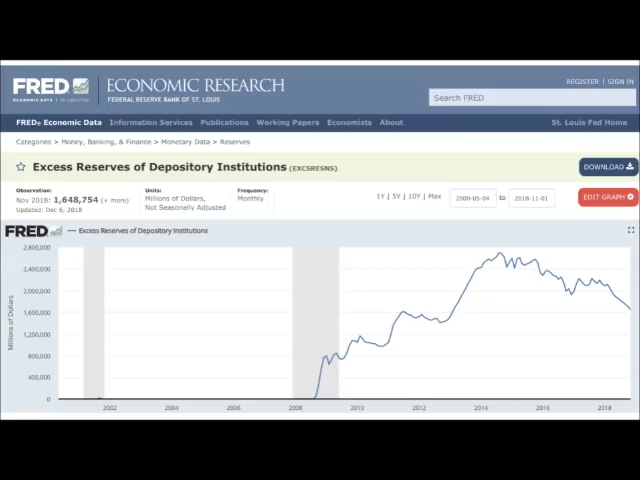 FRED
ECONOMIC DATA | ST. LOUIS FED
ECONOMIC RESEARCH
FEDERAL RESERVE BANK OF ST. LOUIS
REGISTER | SIGN IN
Search FRED
FRED® Economic Data Information Services Publications Working Papers Economists About St. Louis Fed Home
Categories > Money, Banking, & Finance > Monetary Data > Reserves
Excess Reserves of Depository Institutions (EXCSRESNS)
DOWNLOAD
Observation:
Nov 2018: 1,648,754 (+ more)
Updated: Dec 6, 2018
Units:
Millions of Dollars,
Not Seasonally Adjusted
Frequency:
Monthly
1Y | 5Y | 10Y | Max
2000-05-04 to 2018-11-01
EDIT GRAPH
FRED — Excess Reserves of Depository Institutions
Millions of Dollars
2,800,000
2,400,000
2,000,000
1,600,000
1,200,000
800,000
400,000
0
2002 2004 2006 2008 2010 2012 2014 2016 2018